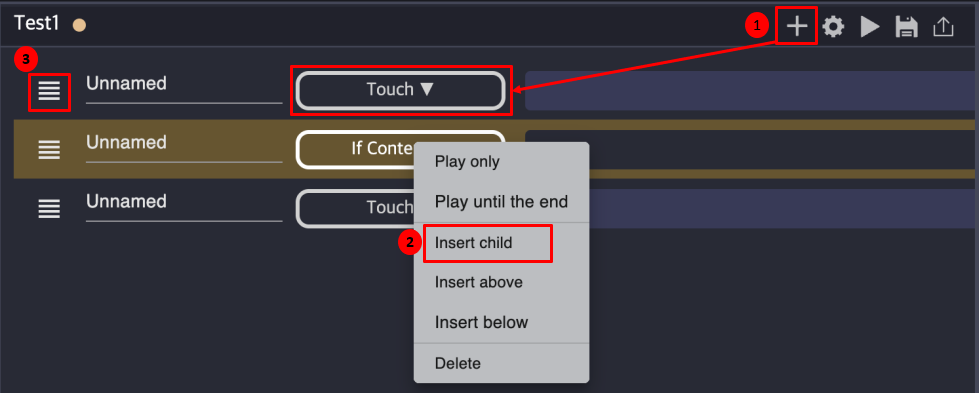 Test1
1
3
Unnamed
Touch ▼
Unnamed
If Conte
Play only
Unnamed
Touch
Play until the end
2
Insert child
Insert above
Insert below
Delete